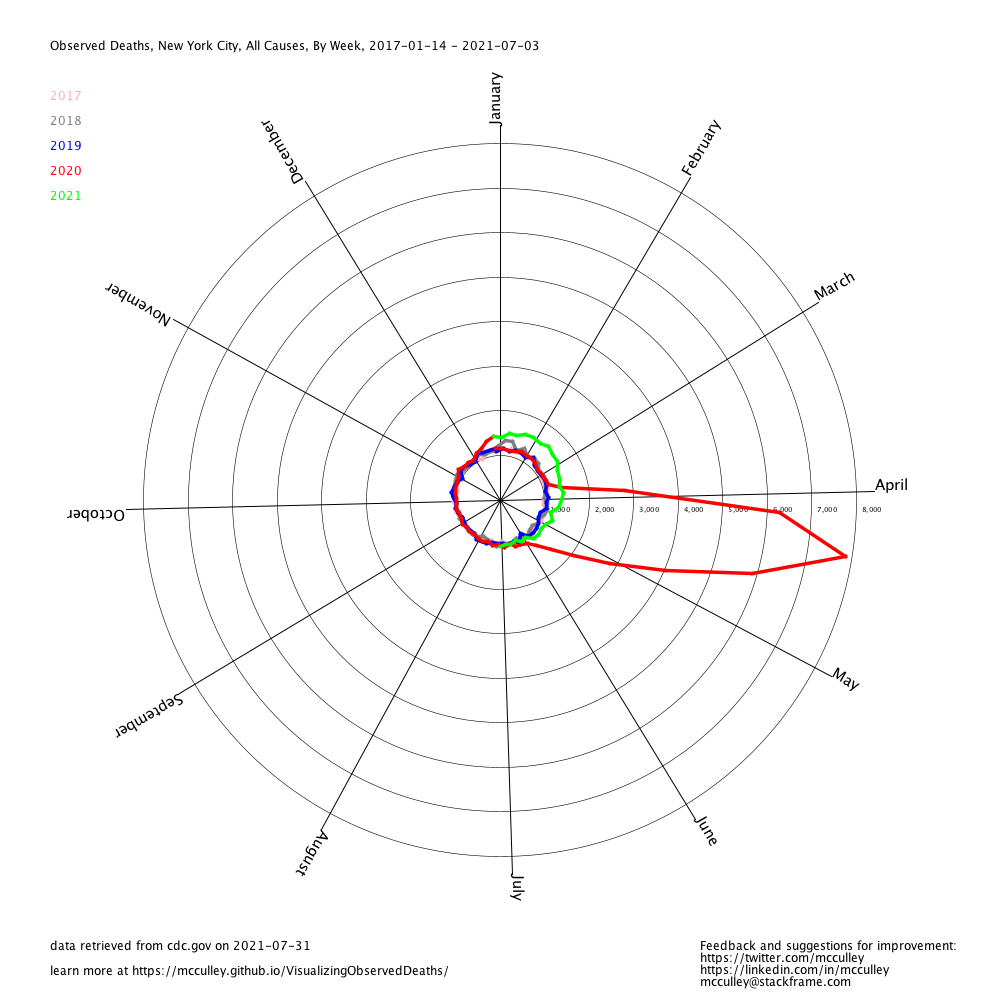 Observed Deaths, New York City, All Causes, By Week, 2017-01-14 - 2021-07-03
2017
2018
2019
2020
2021
January
February
March
April
May
June
July
August
September
October
November
December
1,000
2,000
3,000
4,000
5,000
6,000
7,000
8,000
data retrieved from cdc.gov on 2021-07-31
learn more at https://mcculley.github.io/VisualizingObservedDeaths/
Feedback and suggestions for improvement:
https://twitter.com/mcculley
https://linkedin.com/in/mcculley
mcculley@stackframe.com